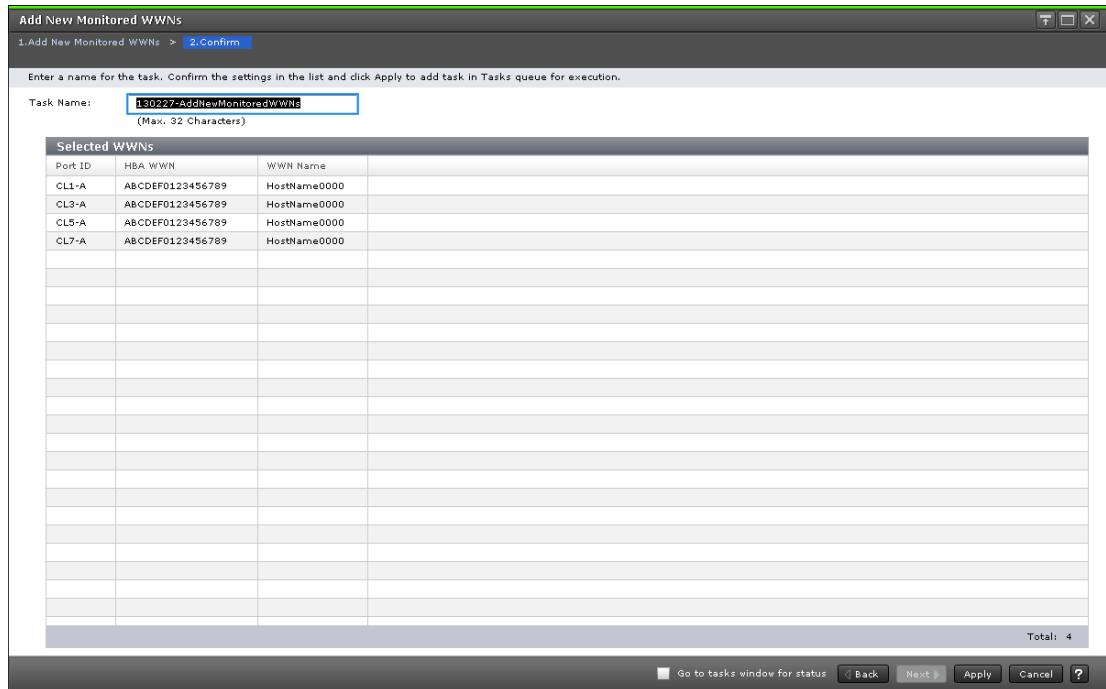 Add New Monitored WWNs
1.Add New Monitored WWNs > 2.Confirm
Enter a name for the task. Confirm the settings in the list and click Apply to add task in Tasks queue for execution.
Task Name: 130227-AddNewMonitoredWWNs
(Max. 32 Characters)
Selected WWNs
Port ID HBA WWN WWN Name
CL1-A ABCDEF0123456789 HostName0000
CL3-A ABCDEF0123456789 HostName0000
CL5-A ABCDEF0123456789 HostName0000
CL7-A ABCDEF0123456789 HostName0000
Total: 4
Go to tasks window for status Back Next Apply Cancel ?